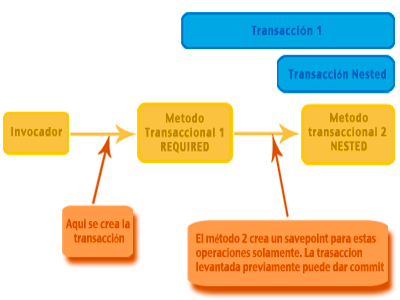 Transacción 1
Transacción Nested
Invocador
Metodo
Transaccional 1
REQUIRED
Metodo
transaccional 2
NESTED
Aqui se crea la
transacción
El método 2 crea un savepoint para estas
operaciones solamente. La trasaccion
levantada previamente puede dar commit